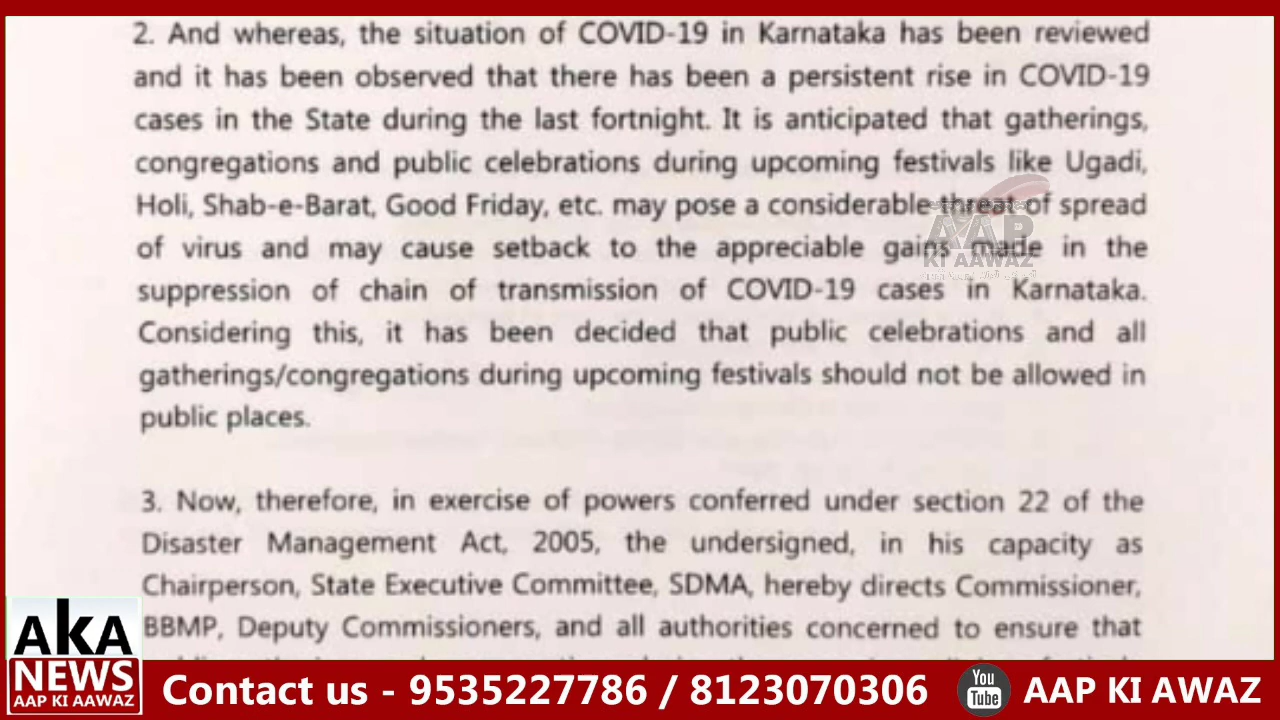 2. And whereas, the situation of COVID-19 in Karnataka has been reviewed
and it has been observed that there has been a persistent rise in COVID-19
cases in the State during the last fortnight. It is anticipated that gatherings,
congregations and public celebrations during upcoming festivals like Ugadi,
Holi, Shab-e-Barat, Good Friday, etc. may pose a considerable threat of spread
of virus and may cause setback to the appreciable gains made in the
suppression of chain of transmission of COVID-19 cases in Karnataka.
Considering this, it has been decided that public celebrations and all
gatherings/congregations during upcoming festivals should not be allowed in
public places.
3. Now, therefore, in exercise of powers conferred under section 22 of the
Disaster Management Act, 2005, the undersigned, in his capacity as
Chairperson, State Executive Committee, SDMA, hereby directs Commissioner,
BBMP, Deputy Commissioners, and all authorities concerned to ensure that
AAP
KI AAWAZ
AKA
NEWS
AAP KI AAWAZ
Contact us - 9535227786 / 8123070306
You
Tube
AAP KI AWAZ